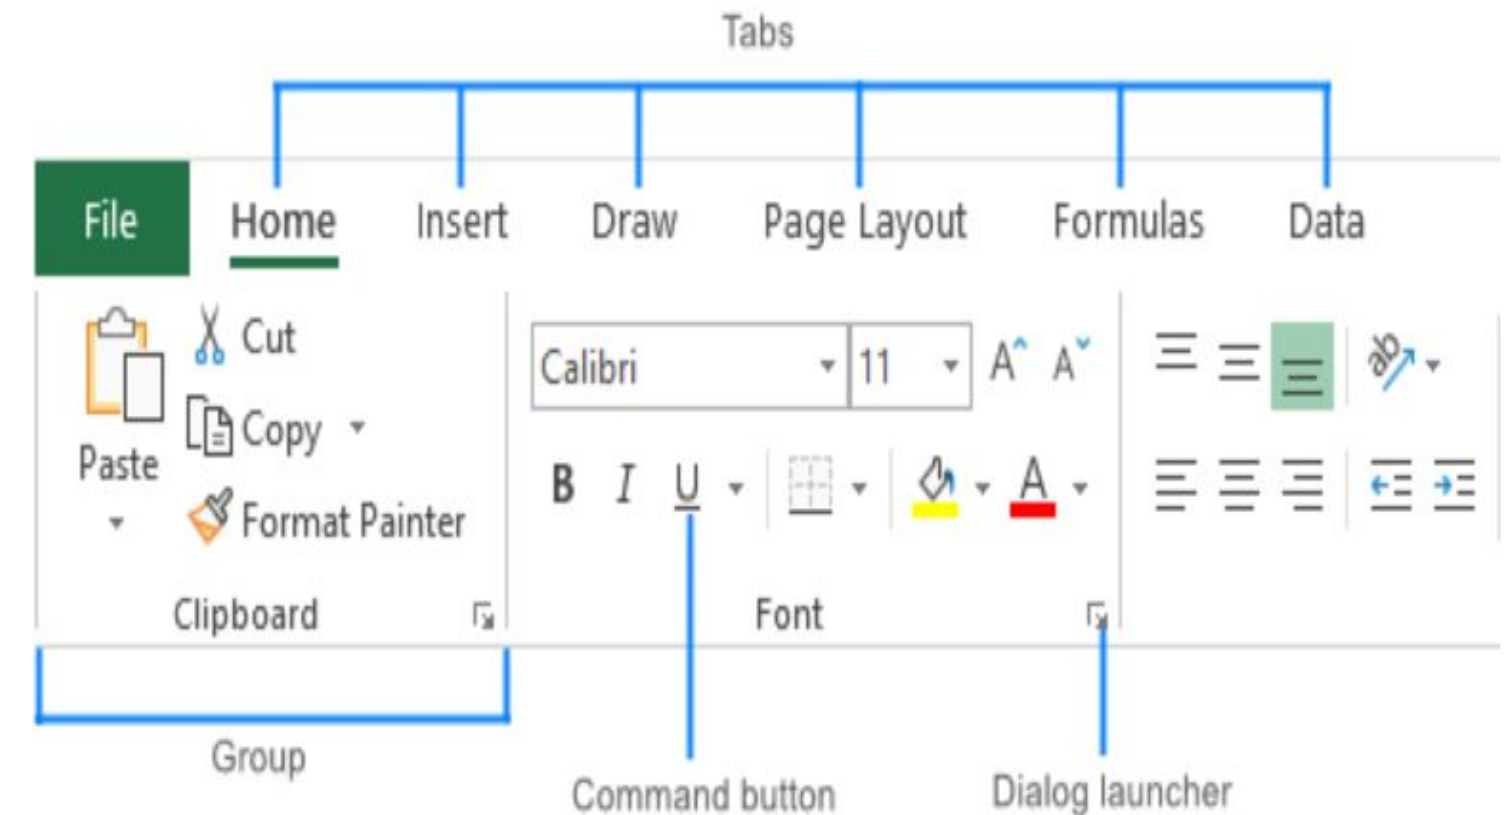 Tabs
File Home Insert Draw Page Layout Formulas Data
Cut
Calibri 11 A A ab
Copy
Paste
B I U A
Format Painter
Clipboard Font
Group
Command button Dialog launcher